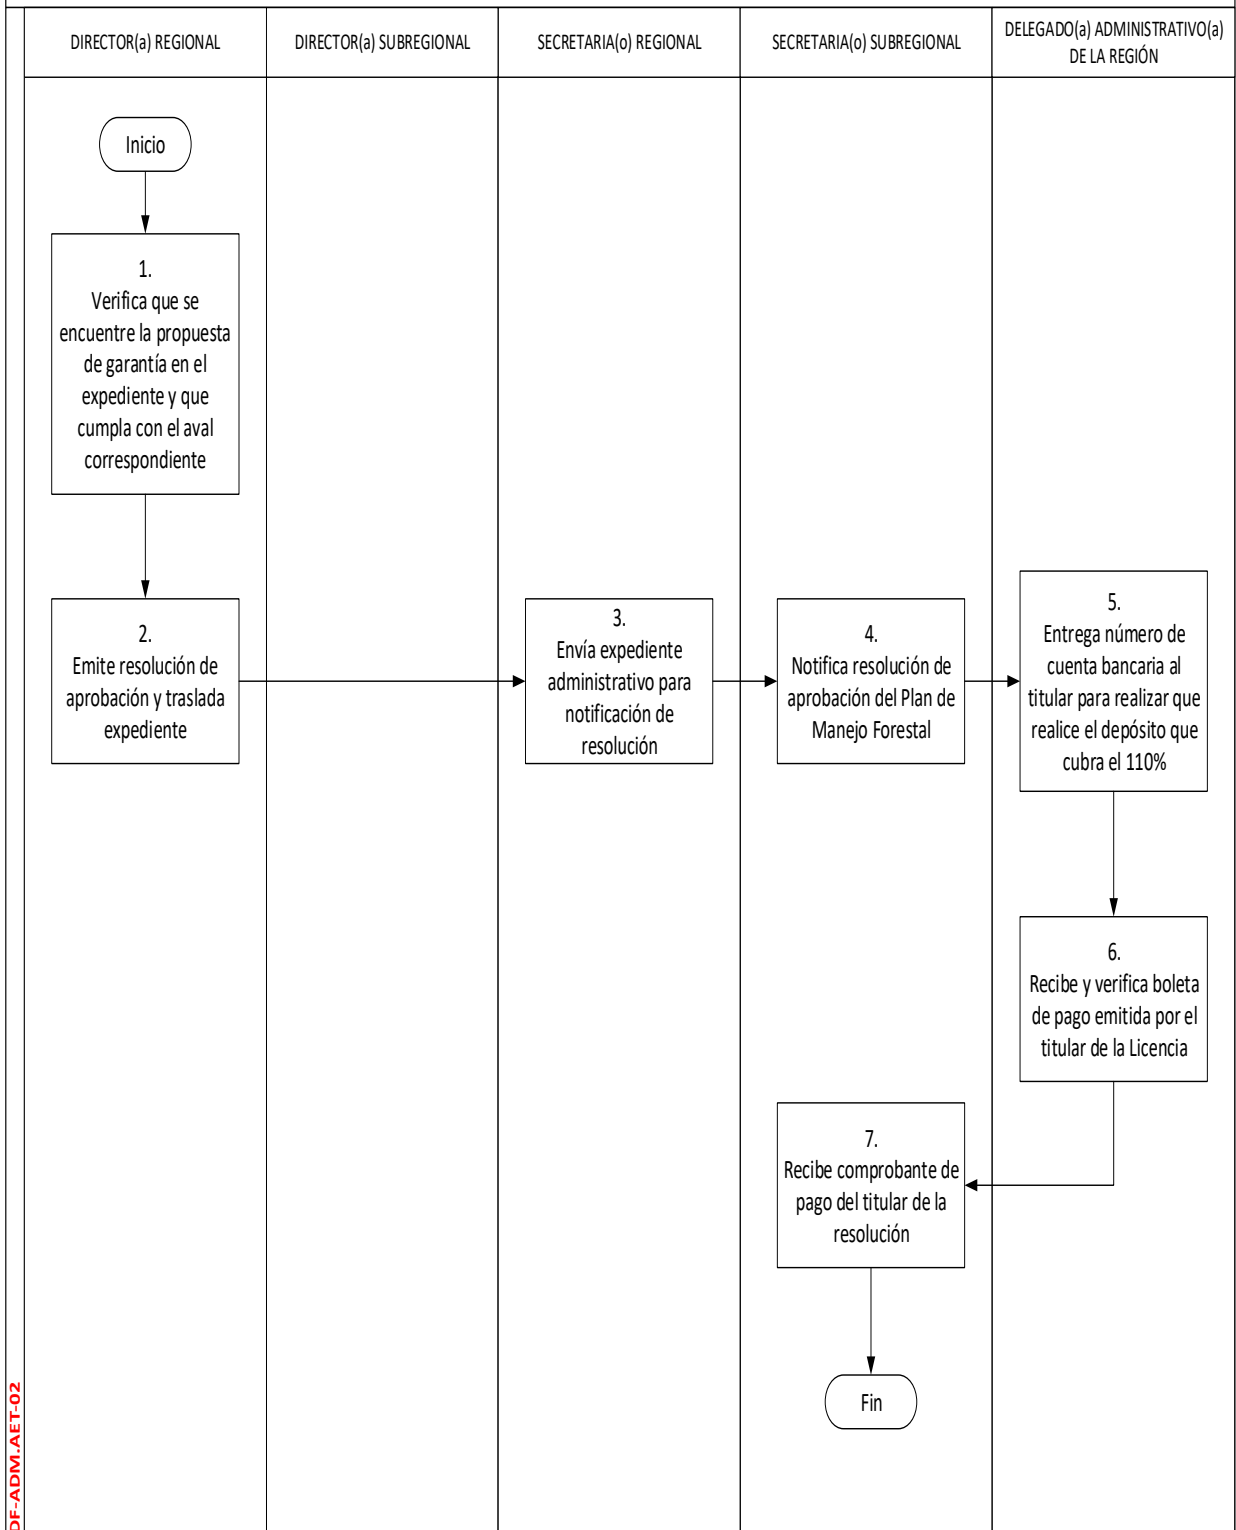 DIRECTOR(a) REGIONAL
DIRECTOR(a) SUBREGIONAL
SECRETARIA(o) REGIONAL
SECRETARIA(o) SUBREGIONAL
DELEGADO(a) ADMINISTRATIVO(a)
DE LA REGIÓN
Inicio
1.
Verifica que se
encuentre la propuesta
de garantía en el
expediente y que
cumpla con el aval
correspondiente
2.
Emite resolución de
aprobación y traslada
expediente
3.
Envía expediente
administrativo para
notificación de
resolución
4.
Notifica resolución de
aprobación del Plan de
Manejo Forestal
5.
Entrega número de
cuenta bancaria al
titular para realizar que
realice el depósito que
cubra el 110%
6.
Recibe y verifica boleta
de pago emitida por el
titular de la Licencia
7.
Recibe comprobante de
pago del titular de la
resolución
Fin
DF-ADM.AET-02